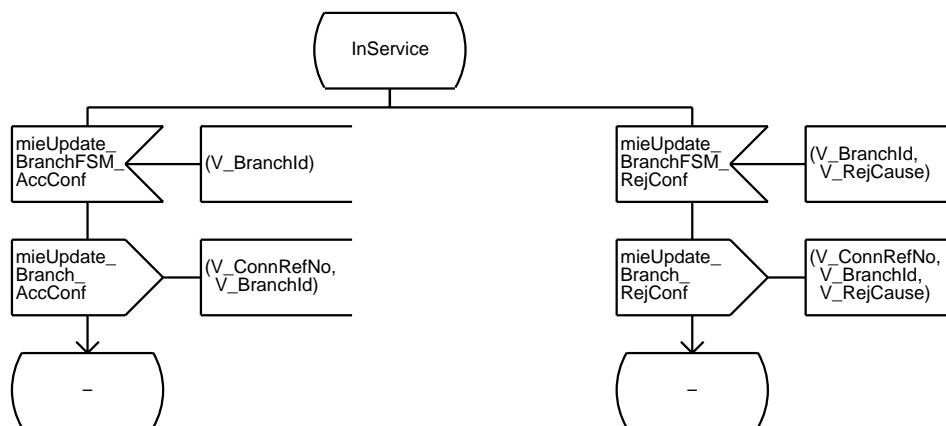 InService
mieUpdate_
BranchFSM_
AccConf
(V_BranchId)
mieUpdate_
BranchFSM_
RejConf
(V_BranchId,
V_RejCause)
mieUpdate_
Branch_
AccConf
(V_ConnRefNo,
V_BranchId)
mieUpdate_
Branch_
RejConf
(V_ConnRefNo,
V_BranchId,
V_RejCause)
–
–